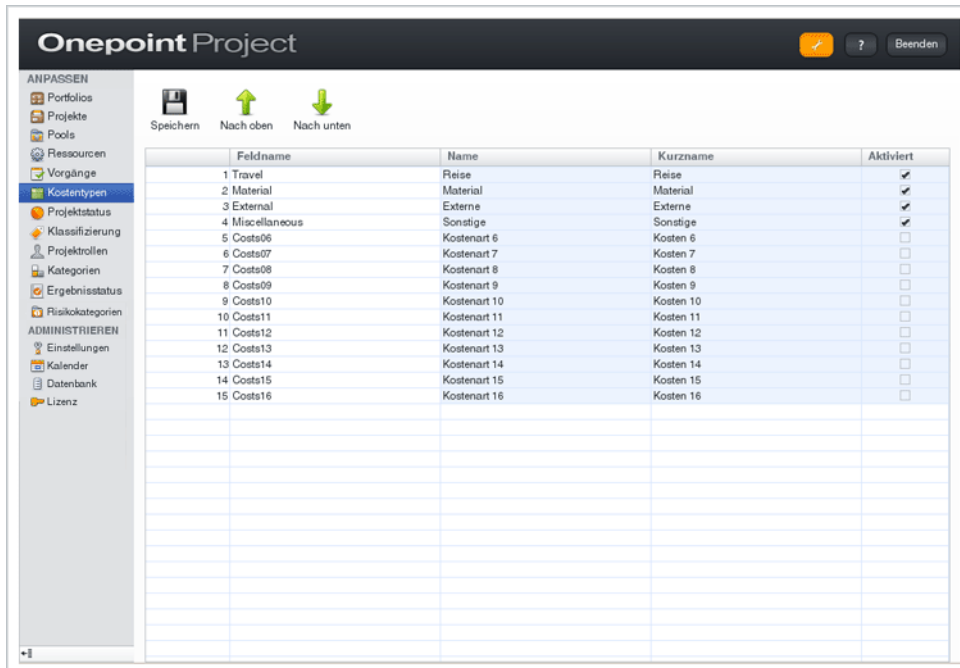 Onepoint Project
? Beenden
ANPASSEN
Portfolios
Projekte
Pools
Ressourcen
Vorgänge
Kostentypen
Projektstatus
Klassifizierung
Projektrollen
Kategorien
Ergebnisstatus
Risikokategorien
ADMINISTRIEREN
Einstellungen
Kalender
Datenbank
Lizenz
Speichern Nach oben Nach unten
Feldname Name Kurzname Aktiviert
1 Travel Reise Reise
2 Material Material Material
3 External Externe Externe
4 Miscellaneous Sonstige Sonstige
5 Costs06 Kostenart 6 Kosten 6
6 Costs07 Kostenart 7 Kosten 7
7 Costs08 Kostenart 8 Kosten 8
8 Costs09 Kostenart 9 Kosten 9
9 Costs10 Kostenart 10 Kosten 10
10 Costs11 Kostenart 11 Kosten 11
11 Costs12 Kostenart 12 Kosten 12
12 Costs13 Kostenart 13 Kosten 13
13 Costs14 Kostenart 14 Kosten 14
14 Costs15 Kostenart 15 Kosten 15
15 Costs16 Kostenart 16 Kosten 16